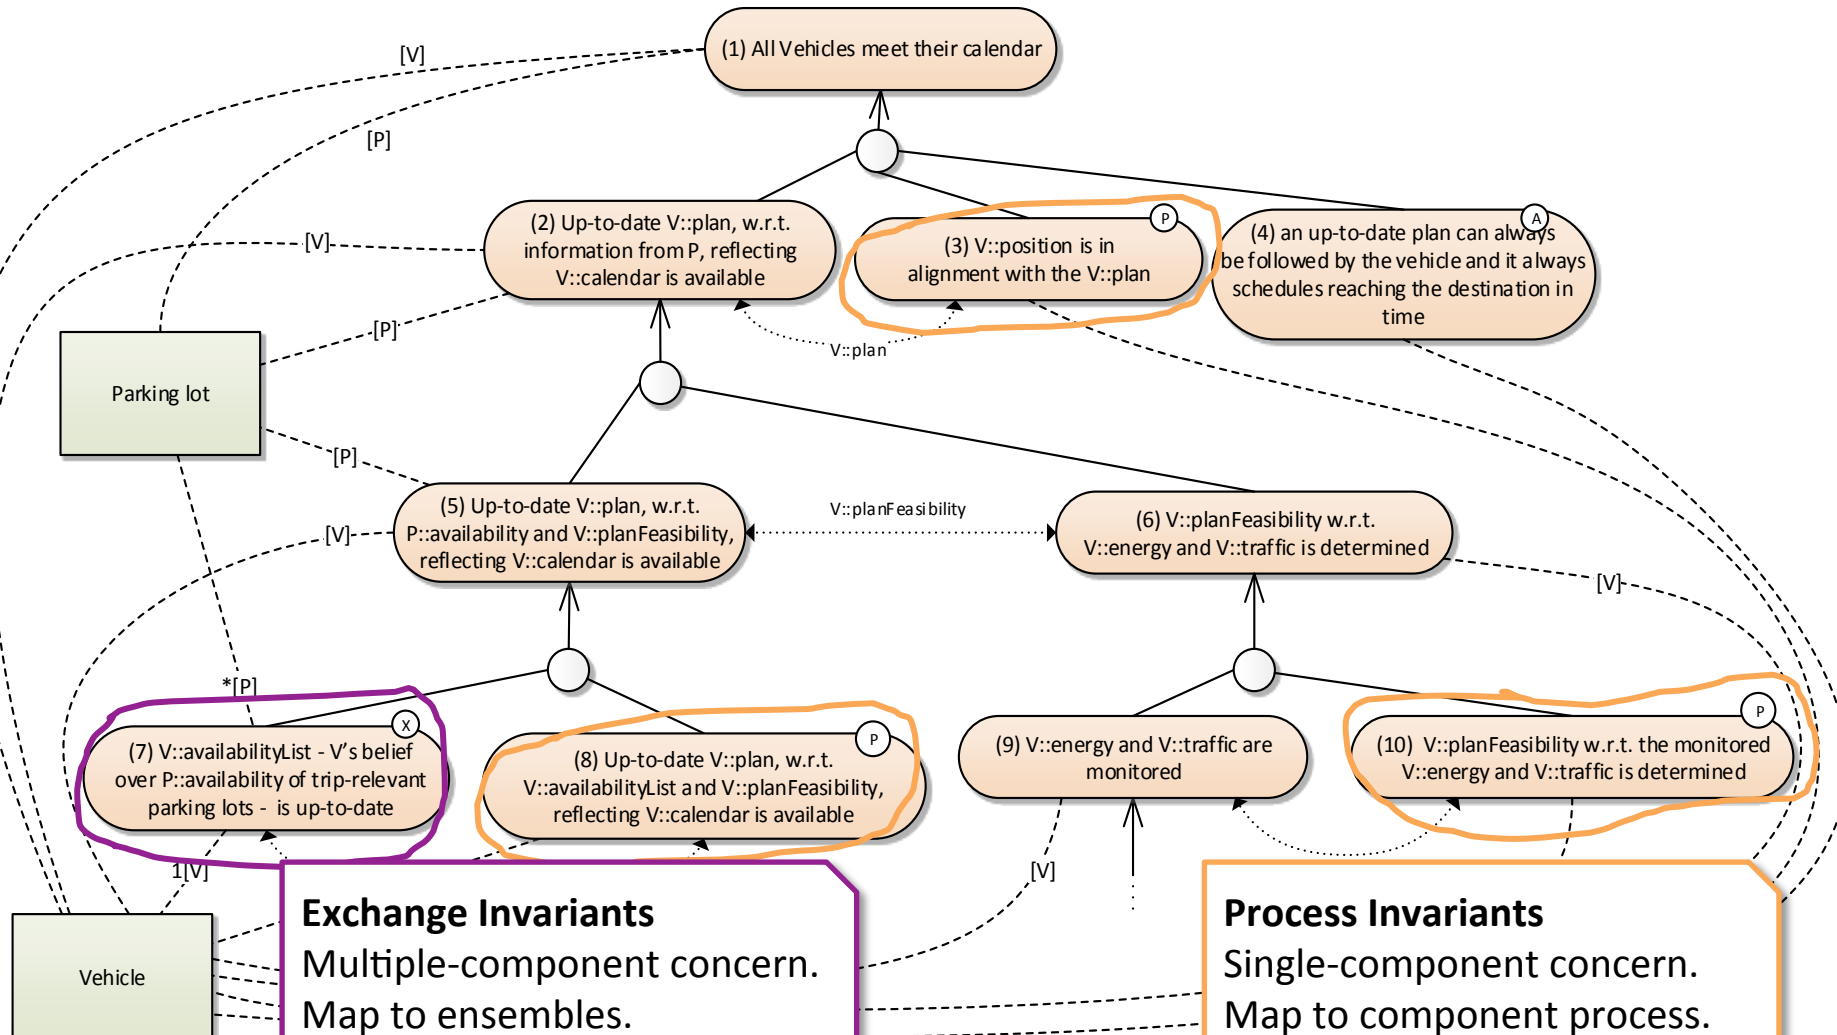 (1) All Vehicles meet their calendar
[V]
[P]
(2) Up-to-date V::plan, w.r.t.
information from P, reflecting
V::calendar is available
P
(3) V::position is in
alignment with the V::plan
A
(4) an up-to-date plan can always
be followed by the vehicle and it always
schedules reaching the destination in
time
[V]
[P]
V::plan
Parking lot
[P]
(5) Up-to-date V::plan, w.r.t.
P::availability and V::planFeasibility,
reflecting V::calendar is available
V::planFeasibility
(6) V::planFeasibility w.r.t.
V::energy and V::traffic is determined
[V]
[V]
*[P]
X
(7) V::availabilityList - V’s belief
over P::availability of trip-relevant
parking lots - is up-to-date
P
(8) Up-to-date V::plan, w.r.t.
V::availabilityList and V::planFeasibility,
reflecting V::calendar is available
(9) V::energy and V::traffic are
monitored
P
(10) V::planFeasibility w.r.t. the monitored
V::energy and V::traffic is determined
1[V]
[V]
Vehicle
Exchange Invariants
Multiple-component concern.
Map to ensembles.
Process Invariants
Single-component concern.
Map to component process.